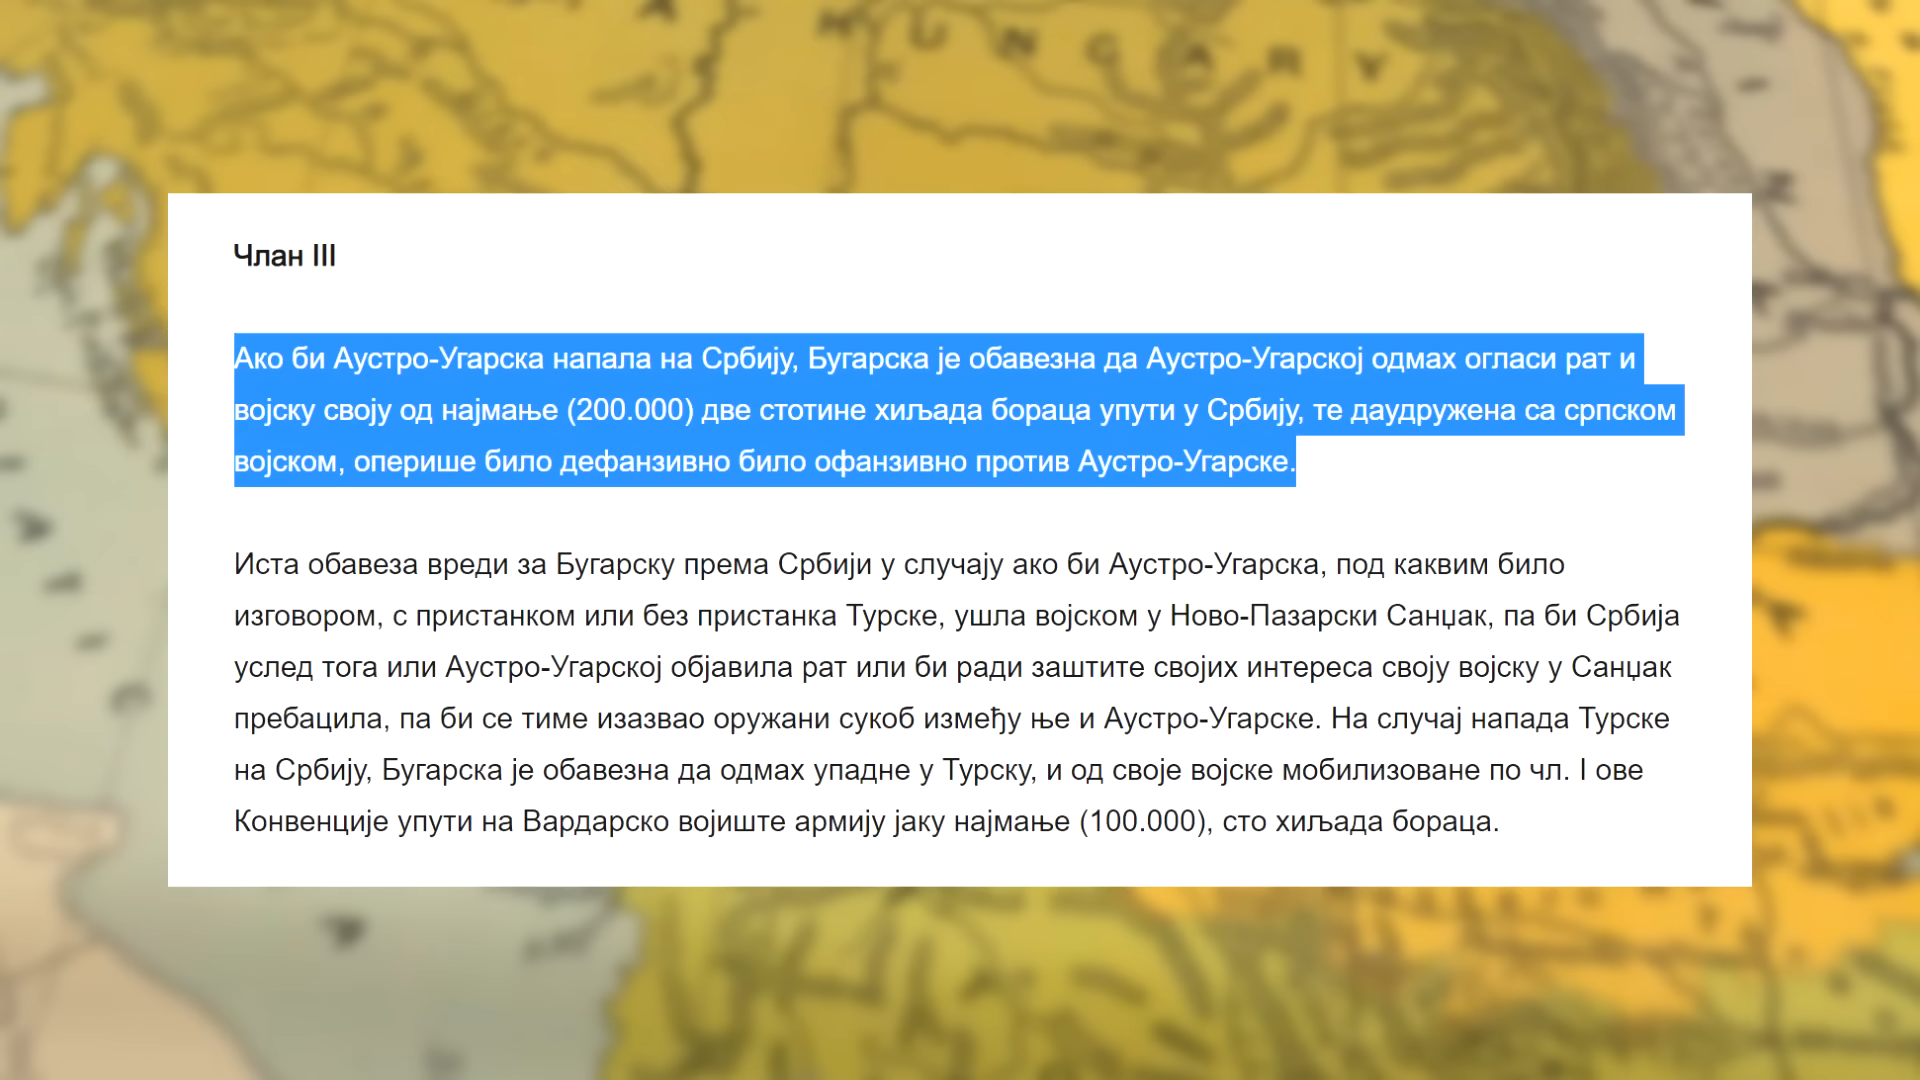 HUNGARY
Члан III
Ако би Аустро-Угарска напала на Србију, Бугарска је обавезна да Аустро-Угарској одмах огласи рат и
војску своју од најмање (200.000) две стотине хиљада бораца упути у Србију, те даудружена са српском
војском, оперише било дефанзивно било офанзивно против Аустро-Угарске.
Иста обавеза вреди за Бугарску према Србији у случају ако би Аустро-Угарска, под каквим било
изговором, с пристанком или без пристанка Турске, ушла војском у Ново-Пазарски Санџак, па би Србија
услед тога или Аустро-Угарској објавила рат или би ради заштите својих интереса своју војску у Санџак
пребацила, па би се тиме изазвао оружани сукоб између ње и Аустро-Угарске. На случај напада Турске
на Србију, Бугарска је обавезна да одмах упадне у Турску, и од своје војске мобилизоване по чл. I ове
Конвенције упути на Вардарско војиште армију јаку најмање (100.000), сто хиљада бораца.